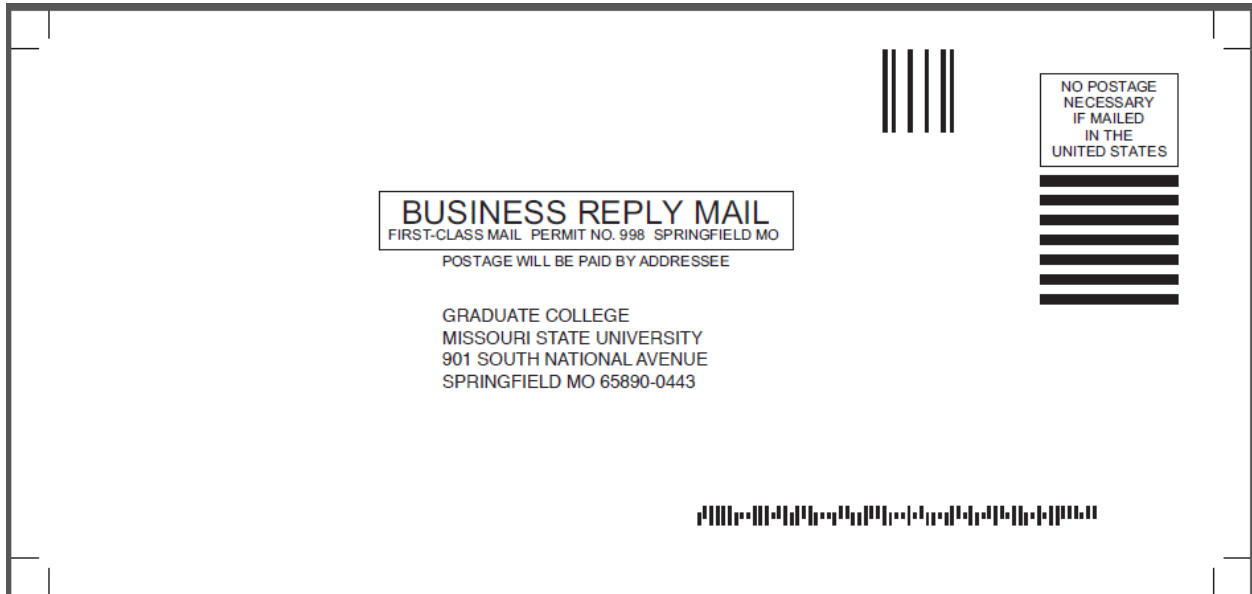 NO POSTAGE
NECESSARY
IF MAILED
IN THE
UNITED STATES
BUSINESS REPLY MAIL
FIRST-CLASS MAIL PERMIT NO. 998 SPRINGFIELD MO
POSTAGE WILL BE PAID BY ADDRESSEE
GRADUATE COLLEGE
MISSOURI STATE UNIVERSITY
901 SOUTH NATIONAL AVENUE
SPRINGFIELD MO 65890-0443